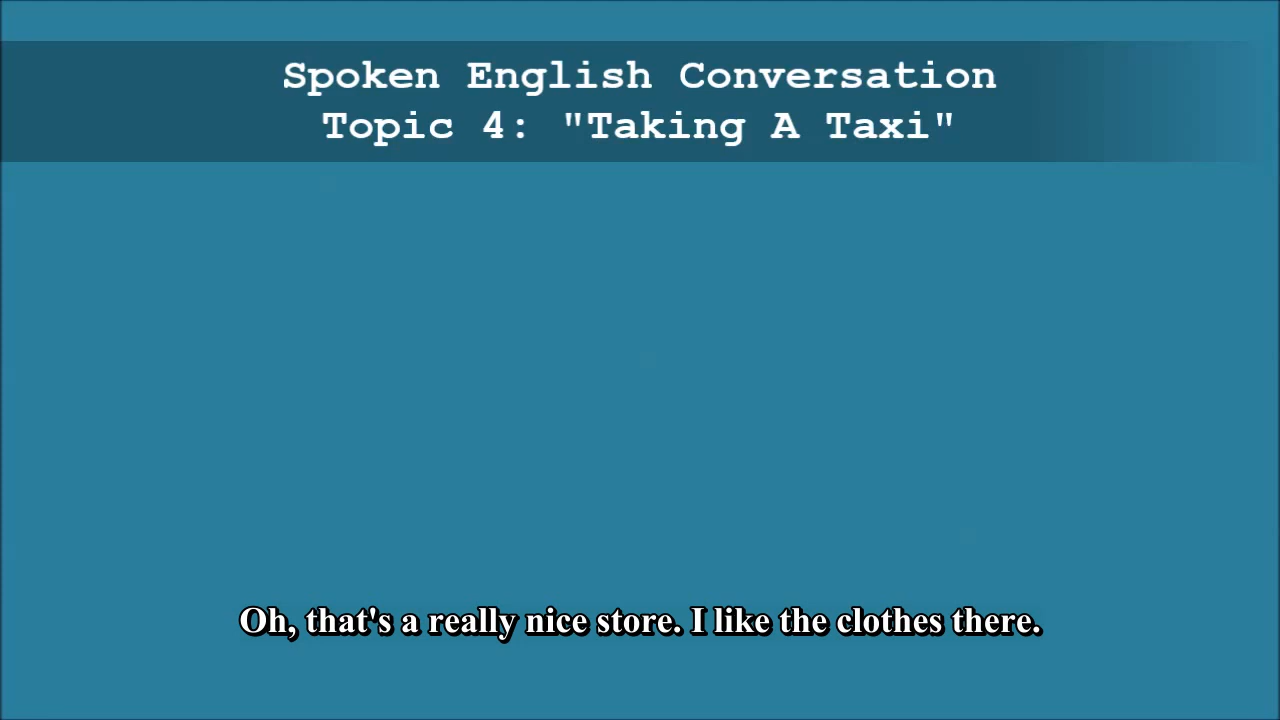 Spoken English Conversation
Topic 4: "Taking A Taxi"
Oh, that's a really nice store. I like the clothes there.